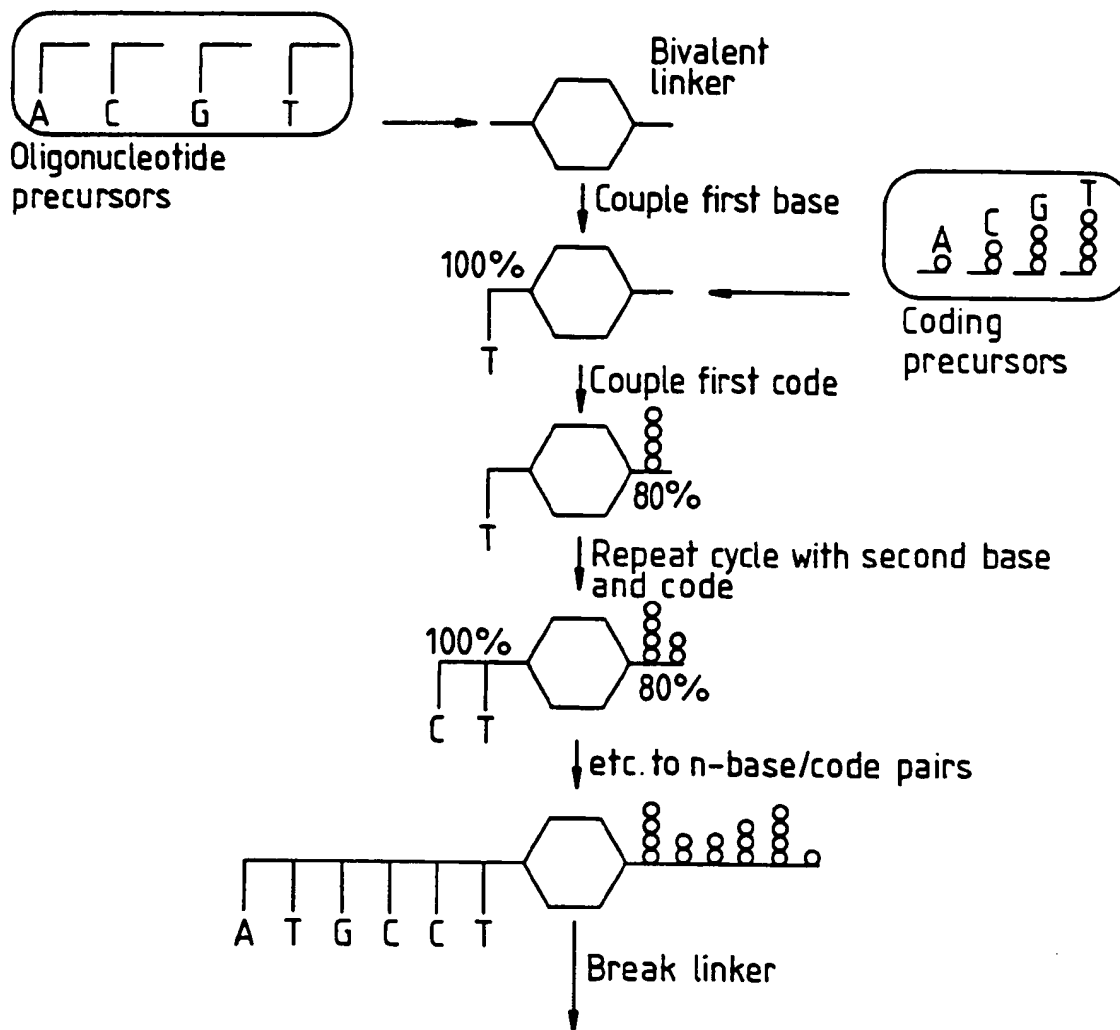 A C G T
Oligonucleotide
precursors
Bivalent
linker
Couple first base
A C G T
Coding
precursors
100%
T
Couple first code
T
80%
Repeat cycle with second base
and code
100%
80%
C T
etc. to n-base/code pairs
A T G C C T
Break linker